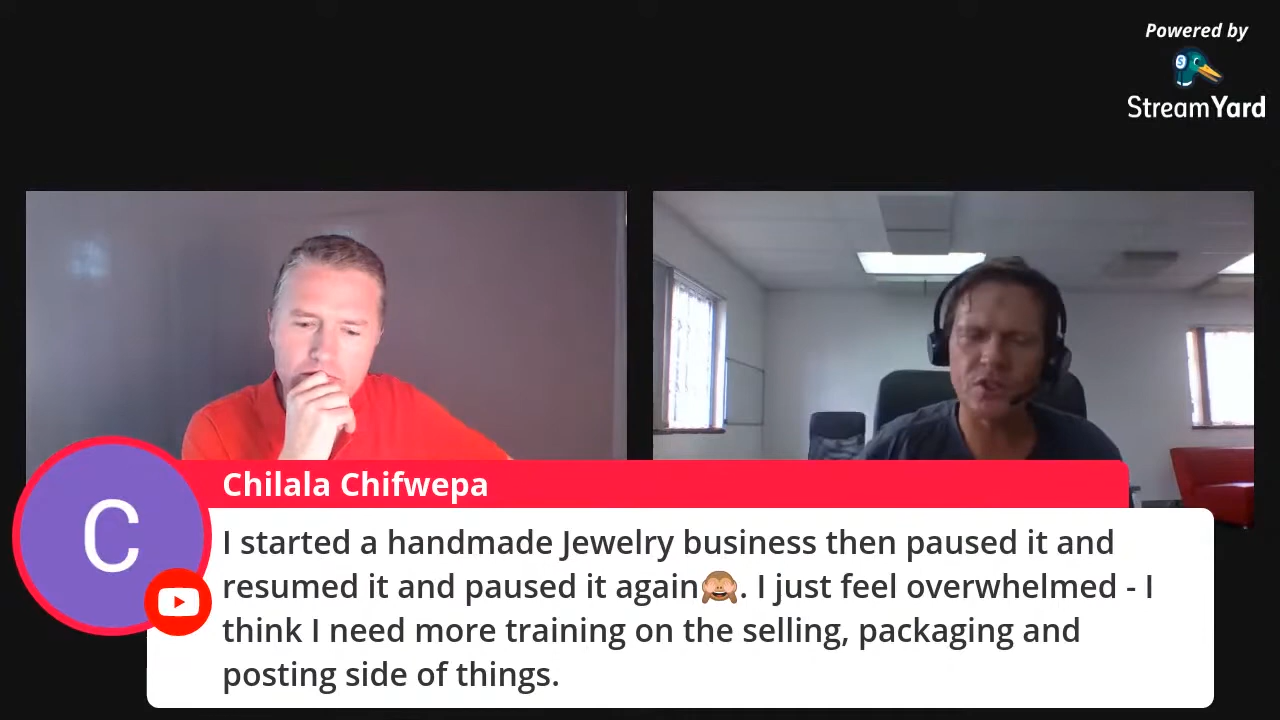 Powered by
StreamYard
Chilala Chifwepa
C
I started a handmade Jewelry business then paused it and
resumed it and paused it again🙈. I just feel overwhelmed - I
think I need more training on the selling, packaging and
posting side of things.